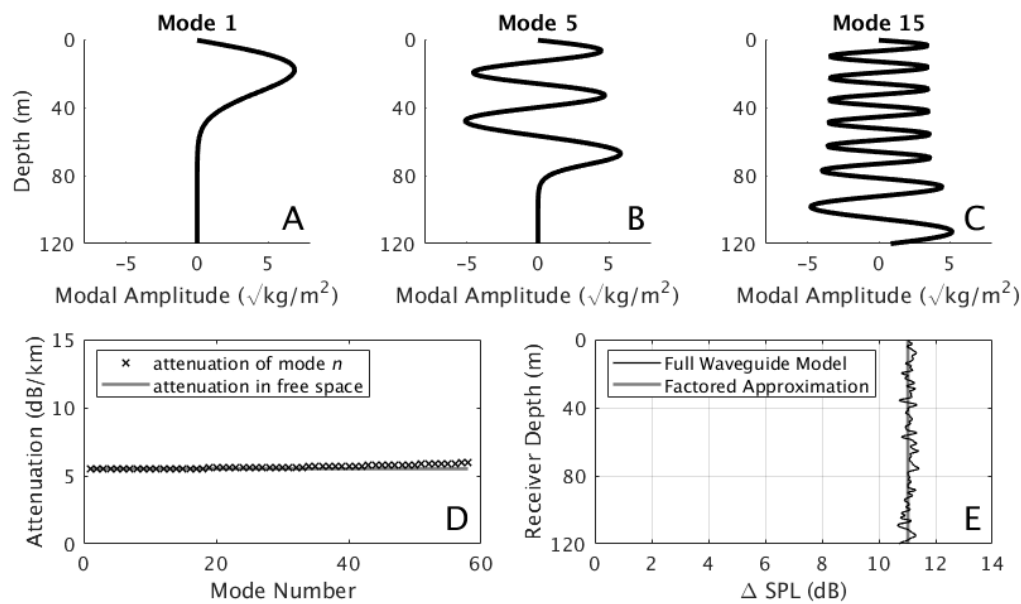 Mode 1
Mode 5
Mode 15
0
40
80
120
Depth (m)
-5
0
5
Modal Amplitude (√kg/m²)
A
0
40
80
120
-5
0
5
Modal Amplitude (√kg/m²)
B
0
40
80
120
-5
0
5
Modal Amplitude (√kg/m²)
C
15
10
5
0
Attenuation (dB/km)
× attenuation of mode n
attenuation in free space
D
0
20
40
60
Mode Number
0
40
80
120
Receiver Depth (m)
Full Waveguide Model
Factored Approximation
E
0
2
4
6
8
10
12
14
Δ SPL (dB)